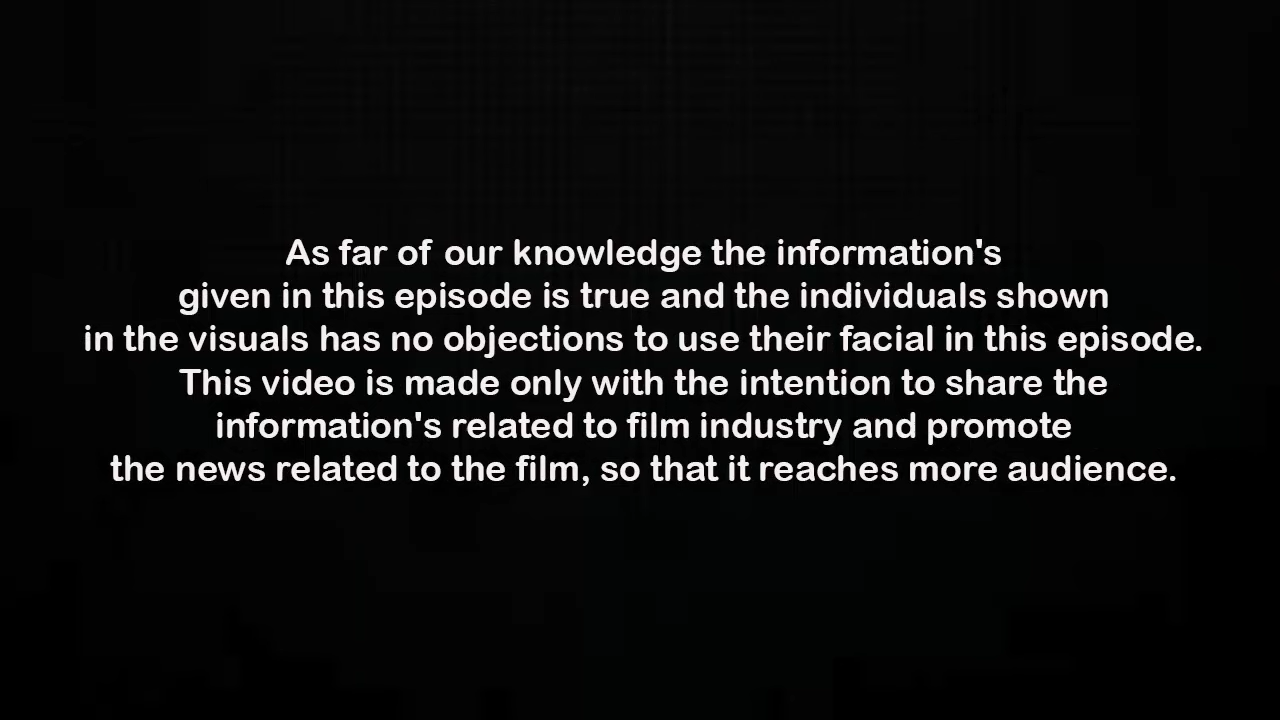 As far of our knowledge the information's
given in this episode is true and the individuals shown
in the visuals has no objections to use their facial in this episode.
This video is made only with the intention to share the
information's related to film industry and promote
the news related to the film, so that it reaches more audience.